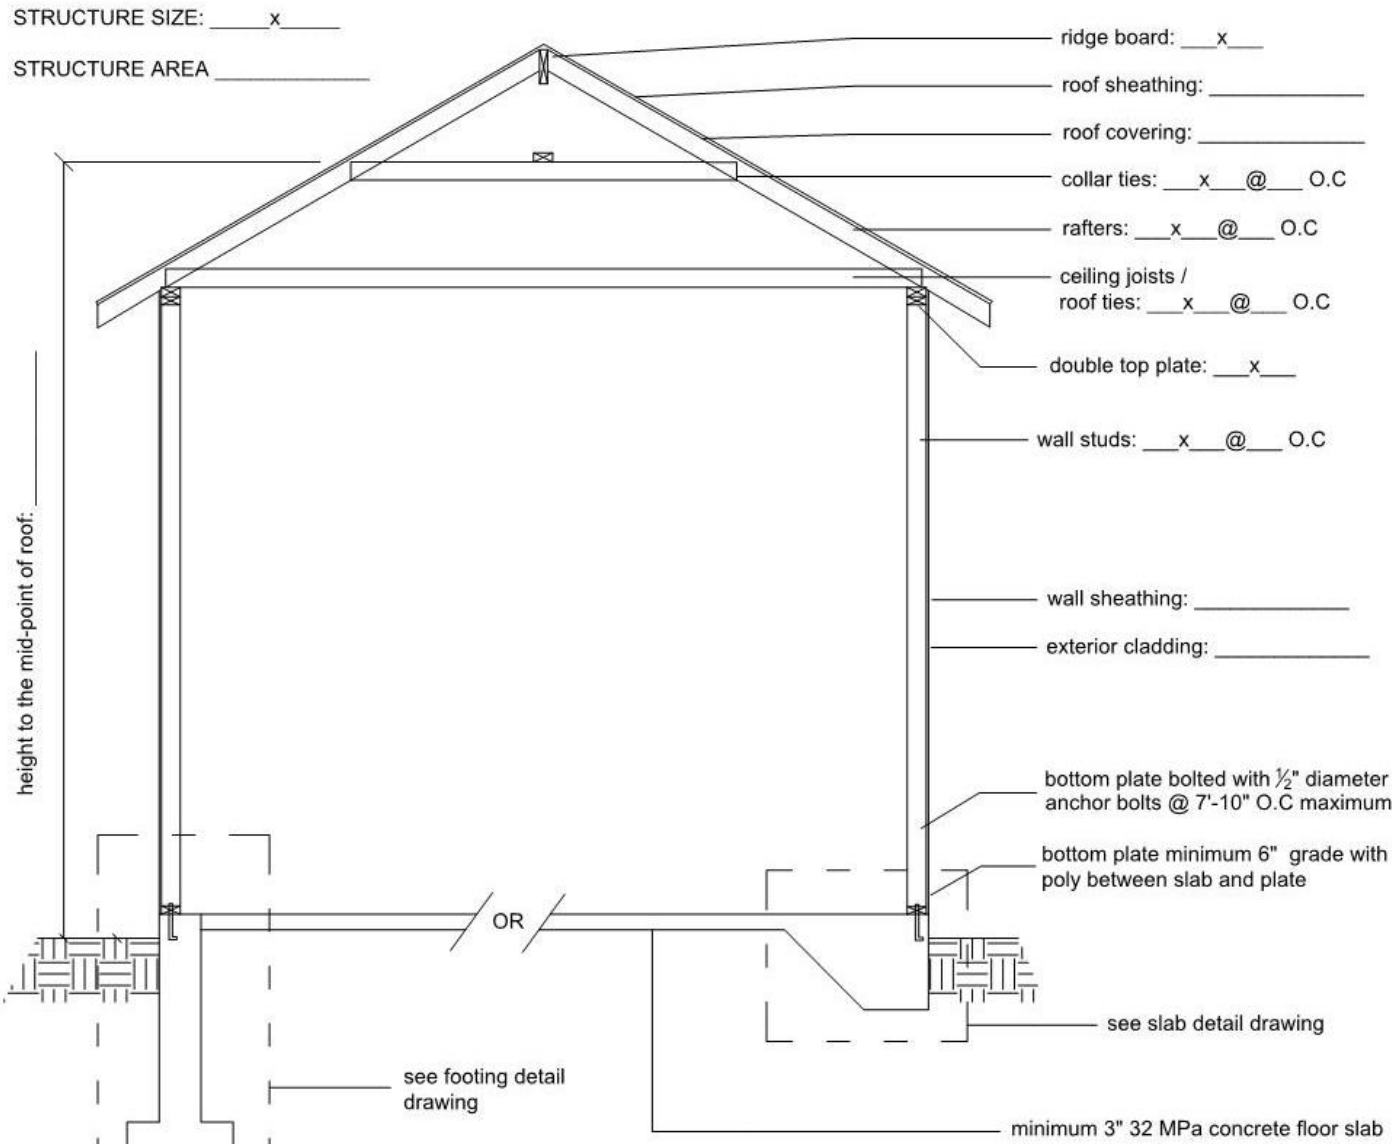 STRUCTURE SIZE: _____x_____
STRUCTURE AREA _____________
ridge board: ___x___
roof sheathing: _____________
roof covering: ______________
collar ties: ___x___@___ O.C
rafters: ___x___@___ O.C
ceiling joists /
roof ties: ___x___@___ O.C
double top plate: ___x___
wall studs: ___x___@___ O.C
height to the mid-point of roof: _____________
wall sheathing: _____________
exterior cladding: _____________
bottom plate bolted with ½" diameter
anchor bolts @ 7'-10" O.C maximum
bottom plate minimum 6" grade with
poly between slab and plate
OR
see slab detail drawing
see footing detail
drawing
minimum 3" 32 MPa concrete floor slab